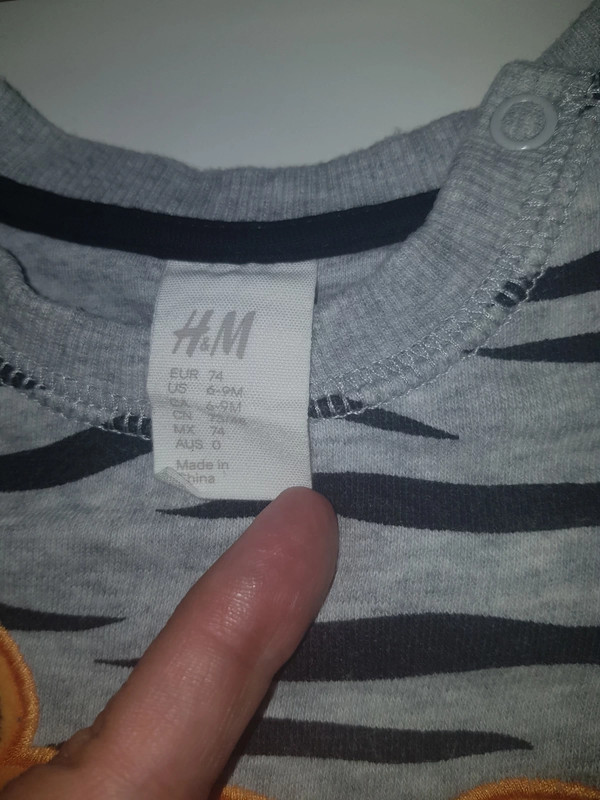 H&M
EUR 74
US 6-9M
CA 6-9M
CN
MX 74
AUS 0
Made in
China